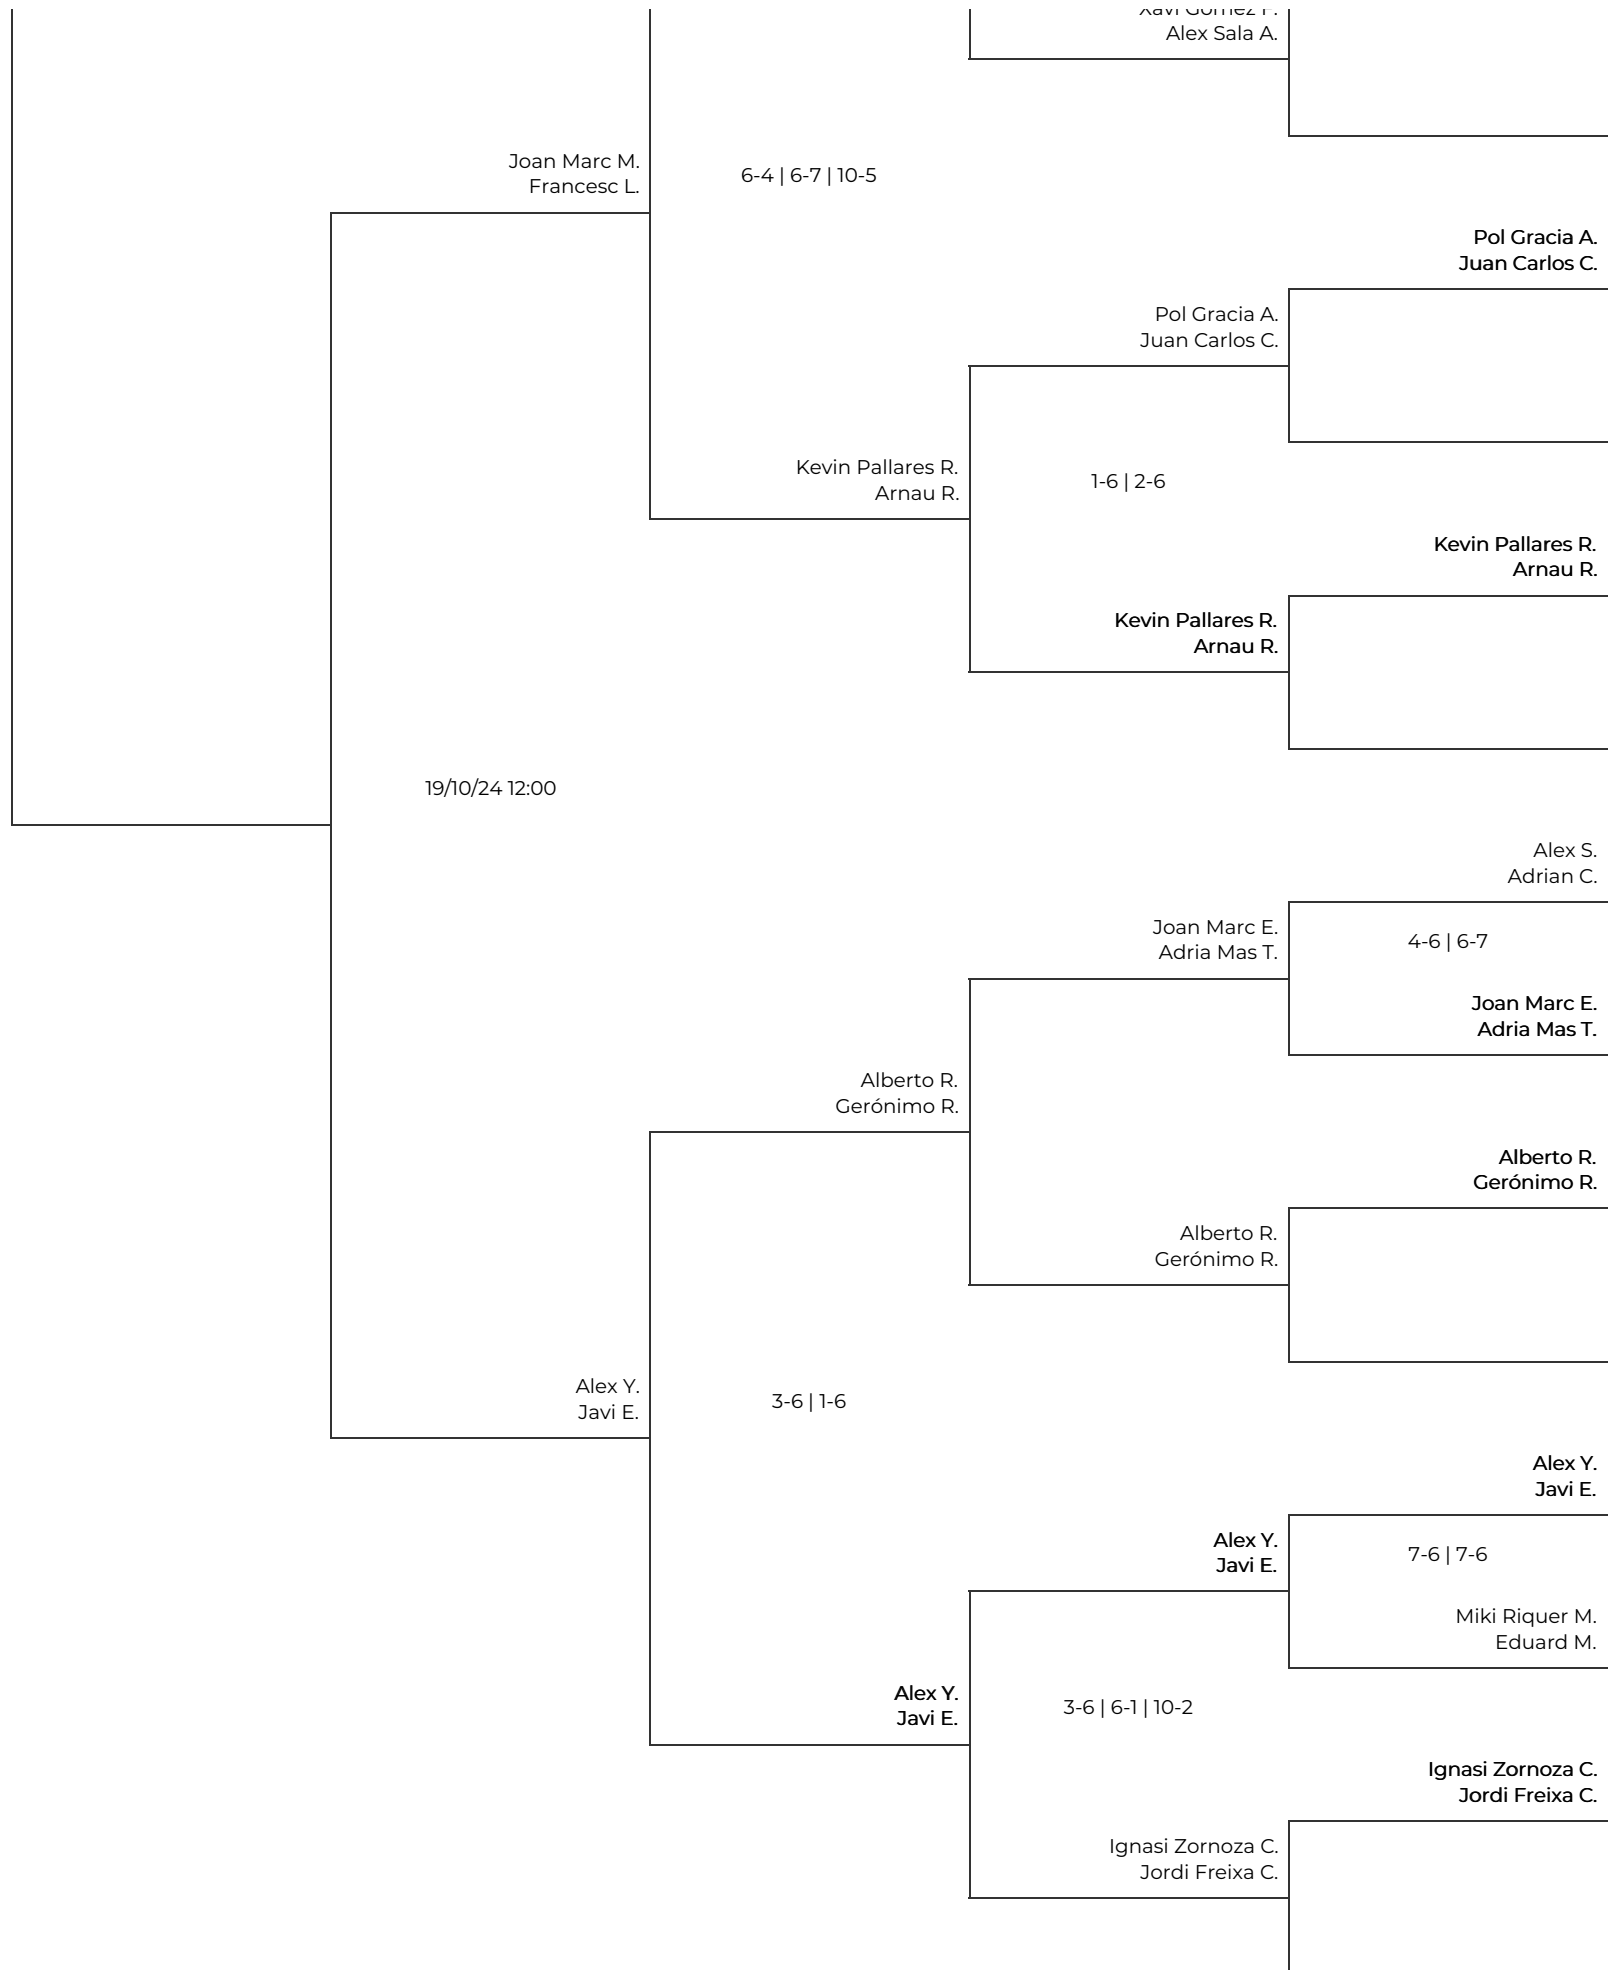 Alex Sala A.
Joan Marc M.
Francesc L.
6-4 | 6-7 | 10-5
Pol Gracia A.
Juan Carlos C.
Pol Gracia A.
Juan Carlos C.
Kevin Pallares R.
Arnau R.
1-6 | 2-6
Kevin Pallares R.
Arnau R.
Kevin Pallares R.
Arnau R.
19/10/24 12:00
Alex S.
Adrian C.
Joan Marc E.
Adria Mas T.
4-6 | 6-7
Joan Marc E.
Adria Mas T.
Alberto R.
Gerónimo R.
Alberto R.
Gerónimo R.
Alberto R.
Gerónimo R.
Alex Y.
Javi E.
3-6 | 1-6
Alex Y.
Javi E.
Alex Y.
Javi E.
7-6 | 7-6
Miki Riquer M.
Eduard M.
Alex Y.
Javi E.
3-6 | 6-1 | 10-2
Ignasi Zornoza C.
Jordi Freixa C.
Ignasi Zornoza C.
Jordi Freixa C.